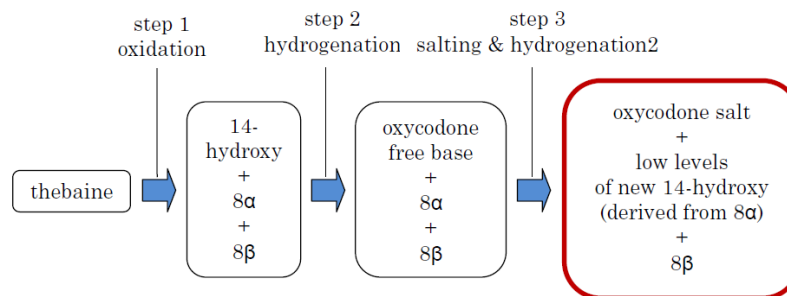 step 1
oxidation
step 2
hydrogenation
step 3
salting & hydrogenation2
thebaine
14-
hydroxy
+
8α
+
8β
oxycodone
free base
+
8α
+
8β
oxycodone salt
+
low levels
of new 14-hydroxy
(derived from 8α)
+
8β